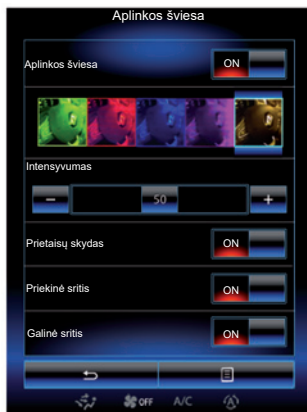 Aplinkos šviesa
Aplinkos šviesa ON
Intensyvumas
− 50 +
Prietaisų skydas ON
Priekinė sritis ON
Galinė sritis ON
OFF A/C A